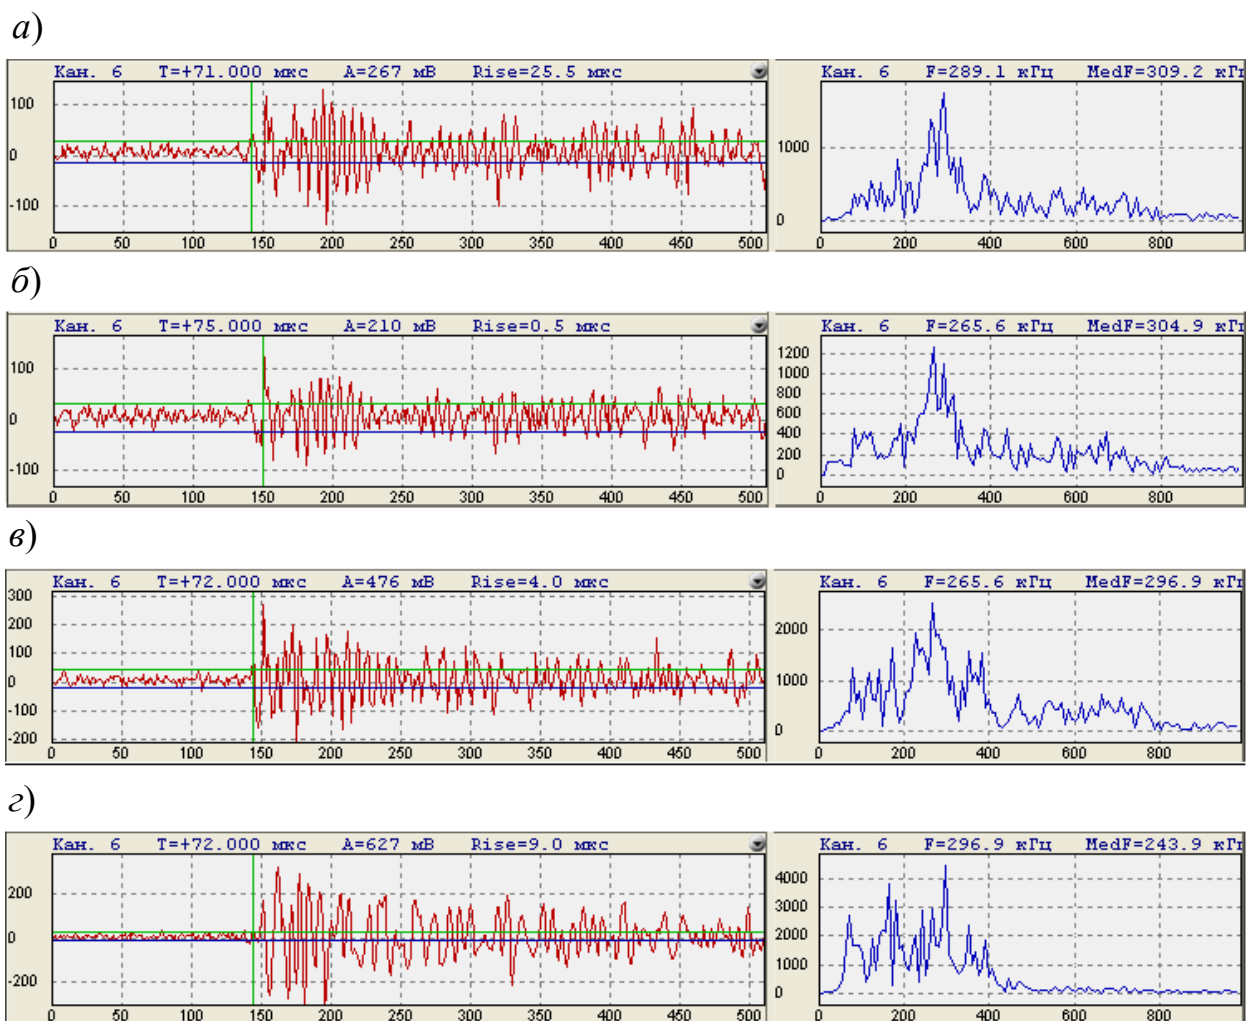 а)
Кан. 6 T=+71.000 мкс A=267 мВ Rise=25.5 мкс
100
0
-100
0 50 100 150 200 250 300 350 400 450 500
Кан. 6 F=289.1 кГц MedF=309.2 кГц
1000
0
0 200 400 600 800
б)
Кан. 6 T=+75.000 мкс A=210 мВ Rise=0.5 мкс
100
0
-100
0 50 100 150 200 250 300 350 400 450 500
Кан. 6 F=265.6 кГц MedF=304.9 кГц
1200
1000
800
600
400
200
0
0 200 400 600 800
в)
Кан. 6 T=+72.000 мкс A=476 мВ Rise=4.0 мкс
300
200
100
0
-100
-200
0 50 100 150 200 250 300 350 400 450 500
Кан. 6 F=265.6 кГц MedF=296.9 кГц
2000
1000
0
0 200 400 600 800
г)
Кан. 6 T=+72.000 мкс A=627 мВ Rise=9.0 мкс
200
0
-200
0 50 100 150 200 250 300 350 400 450 500
Кан. 6 F=296.9 кГц MedF=243.9 кГц
4000
3000
2000
1000
0
0 200 400 600 800